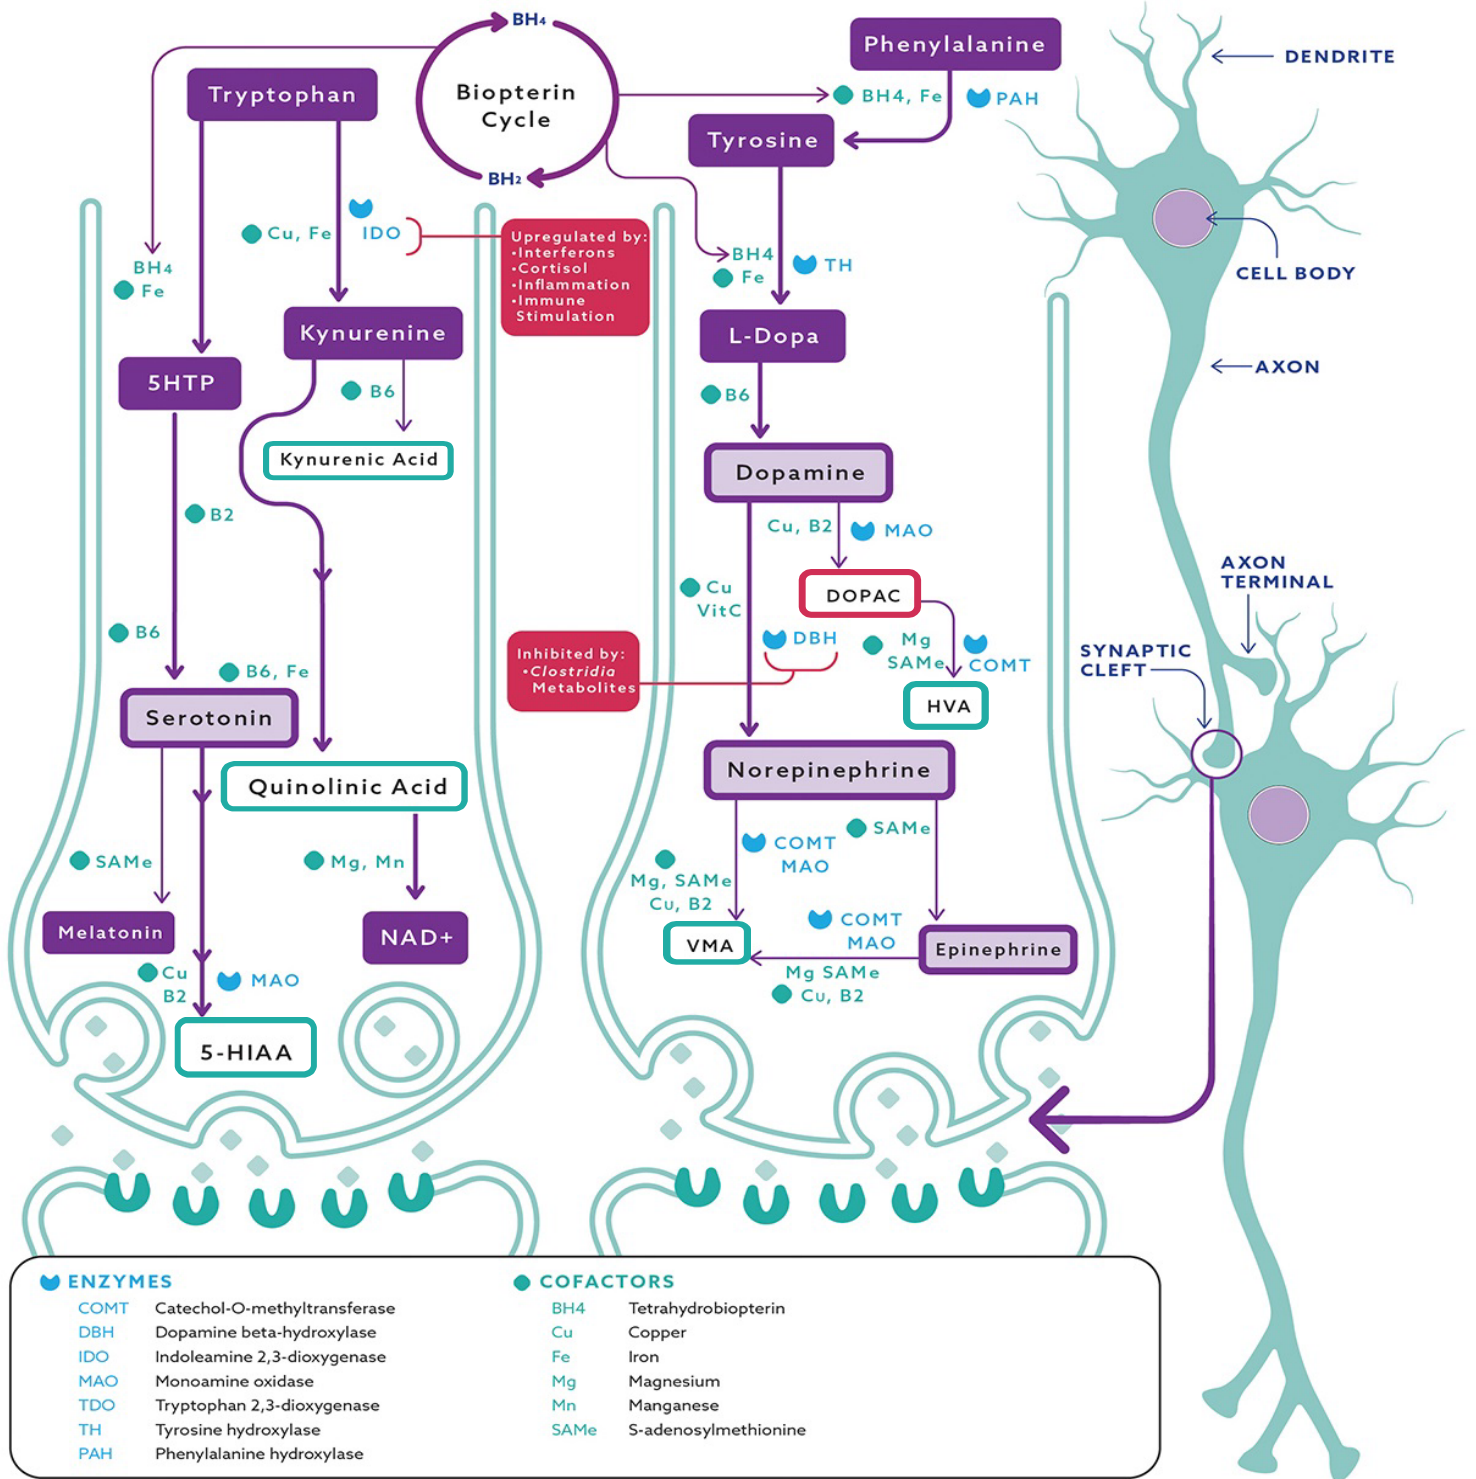 BH4
Biopterin
Cycle
BH2
Tryptophan
BH4
Fe
Cu, Fe
IDO
Upregulated by:
•Interferons
•Cortisol
•Inflammation
•Immune
Stimulation
Kynurenine
5HTP
B6
Kynurenic Acid
B2
B6
B6, Fe
Serotonin
Quinolinic Acid
SAMe
Mg, Mn
Melatonin
NAD+
Cu
B2
MAO
5-HIAA
Phenylalanine
BH4, Fe
PAH
Tyrosine
BH4
Fe
TH
L-Dopa
B6
Dopamine
Cu, B2
MAO
DOPAC
Cu
VitC
DBH
Inhibited by:
•Clostridia
Metabolites
Mg
SAMe
COMT
HVA
Norepinephrine
COMT
MAO
SAMe
Mg, SAMe
Cu, B2
VMA
COMT
MAO
Epinephrine
Mg SAMe
Cu, B2
DENDRITE
CELL BODY
AXON
AXON
TERMINAL
SYNAPTIC
CLEFT
ENZYMES
COMT Catechol-O-methyltransferase
DBH Dopamine beta-hydroxylase
IDO Indoleamine 2,3-dioxygenase
MAO Monoamine oxidase
TDO Tryptophan 2,3-dioxygenase
TH Tyrosine hydroxylase
PAH Phenylalanine hydroxylase
COFACTORS
BH4 Tetrahydrobiopterin
Cu Copper
Fe Iron
Mg Magnesium
Mn Manganese
SAMe S-adenosylmethionine